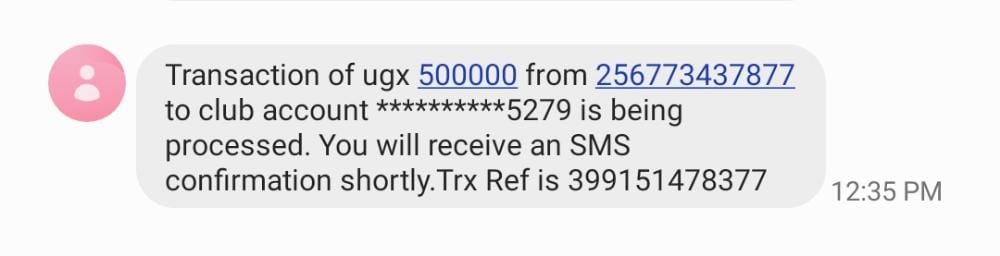 Transaction of ugx 500000 from 256773437877
to club account **********5279 is being
processed. You will receive an SMS
confirmation shortly.Trx Ref is 399151478377
12:35 PM